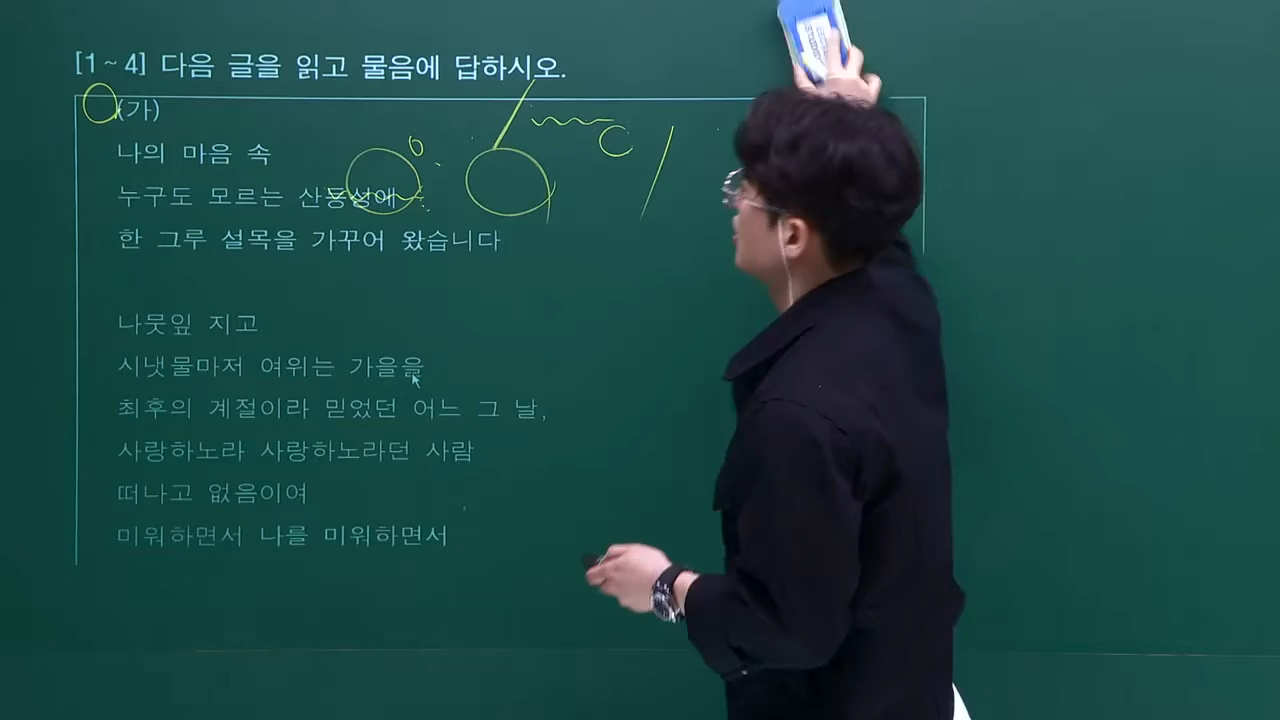 [1~4] 다음 글을 읽고 물음에 답하시오.
(가)
나의 마음 속
누구도 모르는 산등성에
한 그루 설목을 가꾸어 왔습니다
나뭇잎 지고
시냇물마저 여위는 가을을
최후의 계절이라 믿었던 어느 그 날,
사랑하노라 사랑하노라던 사람
떠나고 없음이여
미워하면서 나를 미워하면서